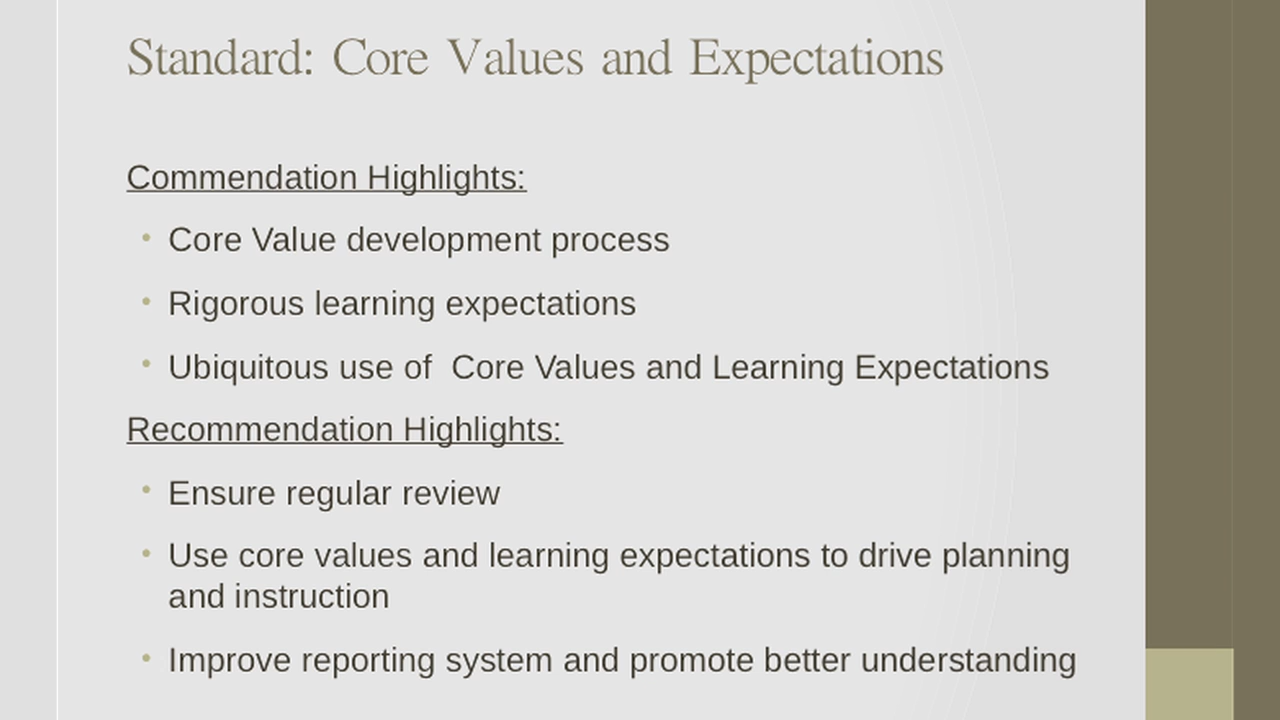 Standard: Core Values and Expectations
Commendation Highlights:
• Core Value development process
• Rigorous learning expectations
• Ubiquitous use of  Core Values and Learning Expectations
Recommendation Highlights:
• Ensure regular review
• Use core values and learning expectations to drive planning
and instruction
• Improve reporting system and promote better understanding